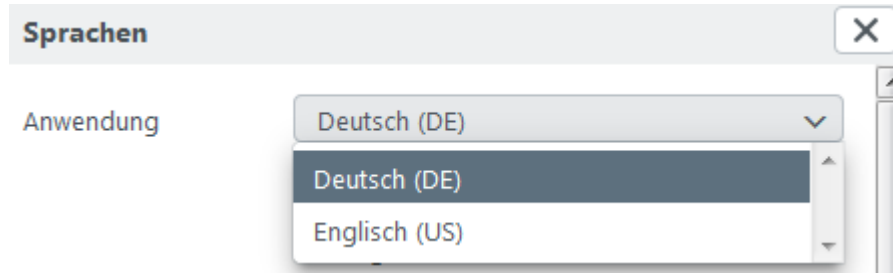 Sprachen
Anwendung
Deutsch (DE)
Deutsch (DE)
Englisch (US)